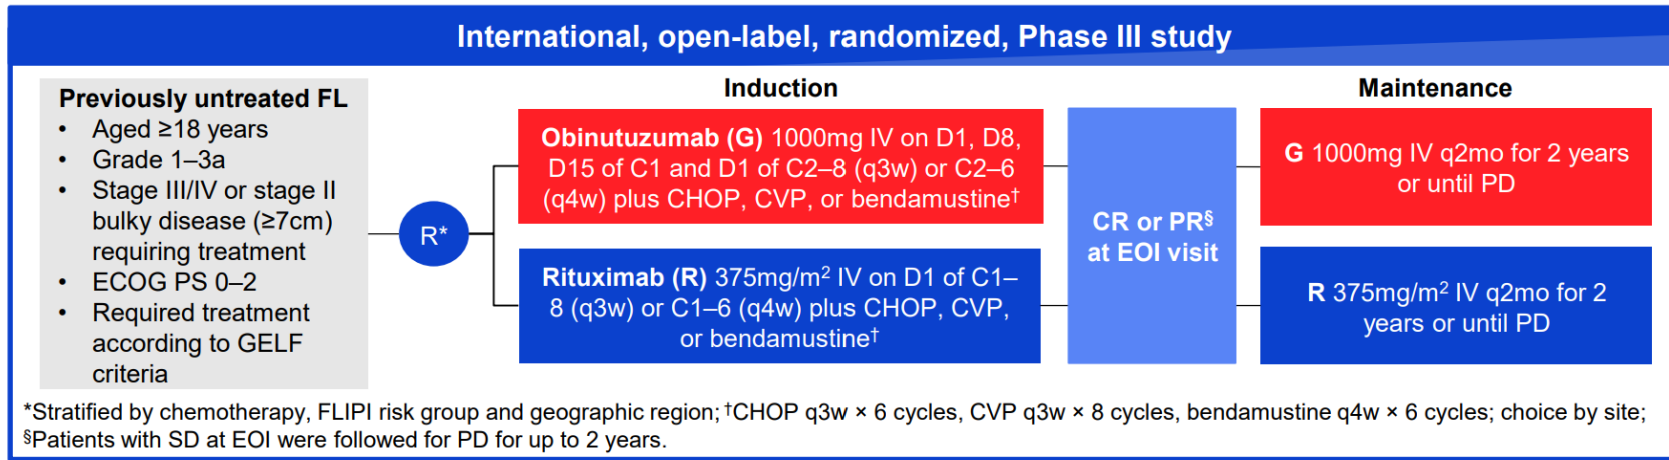 International, open-label, randomized, Phase III study
Previously untreated FL
• Aged ≥18 years
• Grade 1–3a
• Stage III/IV or stage II
bulky disease (≥7cm)
requiring treatment
• ECOG PS 0–2
• Required treatment
according to GELF
criteria
R*
Induction
Obinutuzumab (G) 1000mg IV on D1, D8,
D15 of C1 and D1 of C2–8 (q3w) or C2–6
(q4w) plus CHOP, CVP, or bendamustine†
Rituximab (R) 375mg/m² IV on D1 of C1–
8 (q3w) or C1–6 (q4w) plus CHOP, CVP,
or bendamustine†
CR or PR§
at EOI visit
Maintenance
G 1000mg IV q2mo for 2 years
or until PD
R 375mg/m² IV q2mo for 2
years or until PD
*Stratified by chemotherapy, FLIPI risk group and geographic region; †CHOP q3w × 6 cycles, CVP q3w × 8 cycles, bendamustine q4w × 6 cycles; choice by site;
§Patients with SD at EOI were followed for PD for up to 2 years.